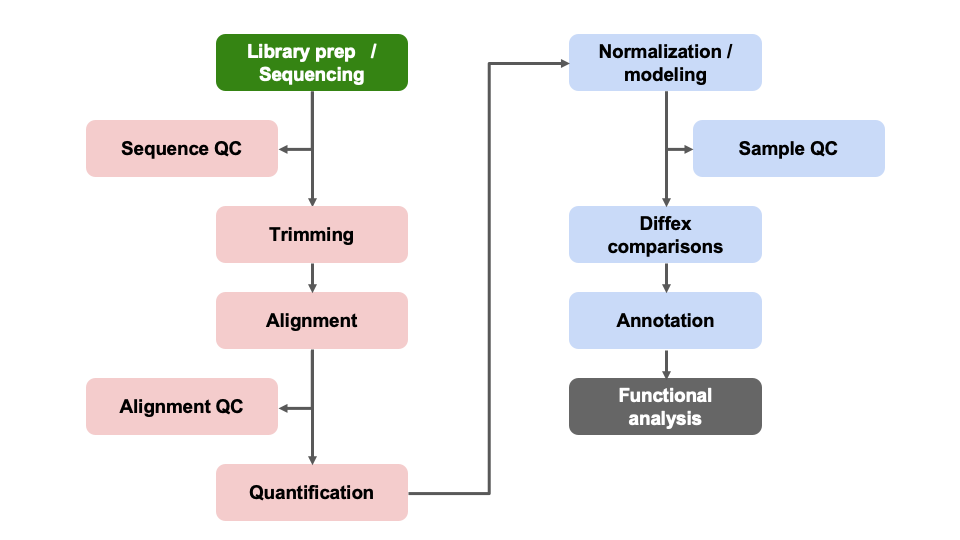 Library prep /
Sequencing
Sequence QC
Trimming
Alignment
Alignment QC
Quantification
Normalization /
modeling
Sample QC
Diffex
comparisons
Annotation
Functional
analysis